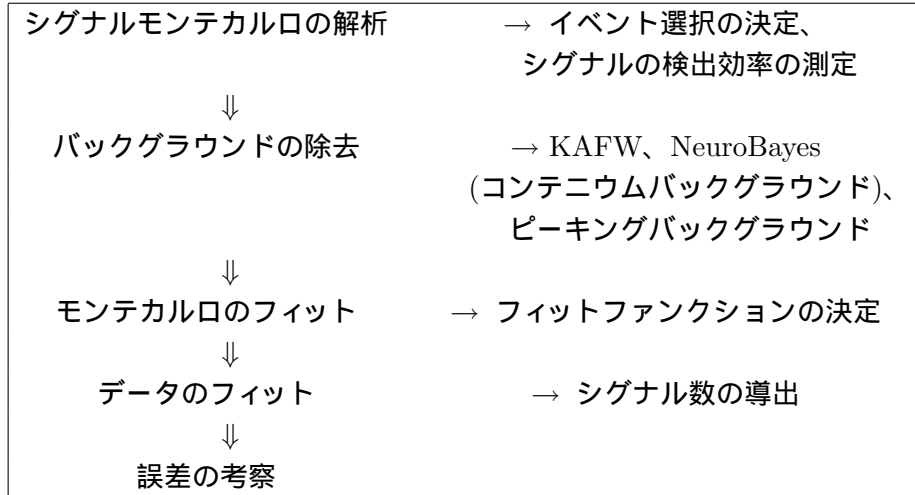 シグナルモンテカルロの解析 → イベント選択の決定、
シグナルの検出効率の測定
⇓
バックグラウンドの除去 → KAFW、NeuroBayes
(コンテニウムバックグラウンド)、
ピーキングバックグラウンド
⇓
モンテカルロのフィット → フィットファンクションの決定
⇓
データのフィット → シグナル数の導出
⇓
誤差の考察